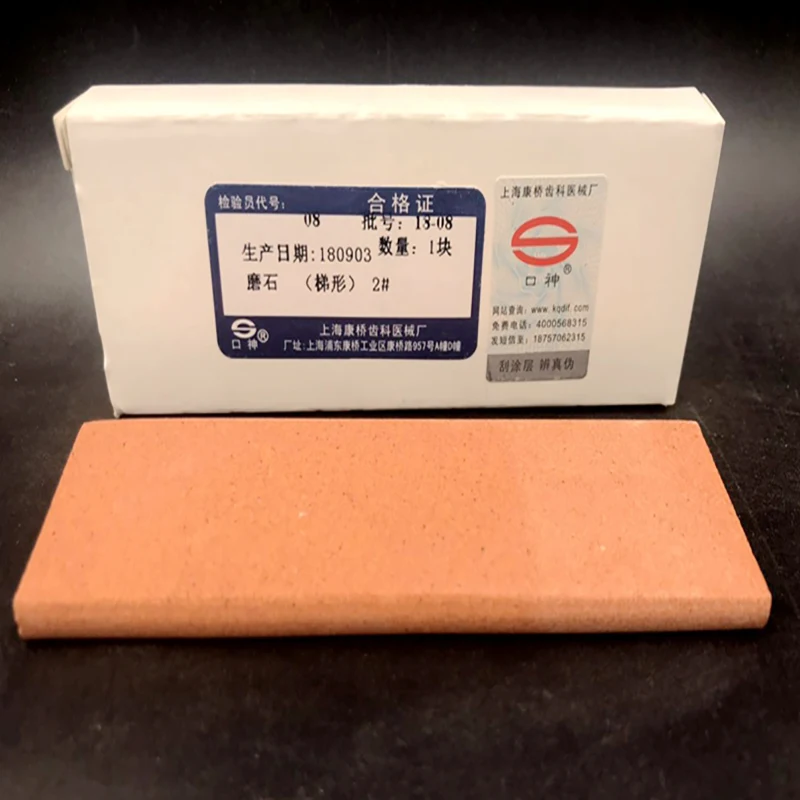 检验员代号: 合格证
08 批号: 18-08
生产日期:180903 数量: 1块
磨石 （梯形） 2#
口神® 上海康桥齿科医械厂
厂址:上海浦东康桥工业区康桥路957号A幢D幢
上海康桥齿科医械厂
口神®
网站查询: www.kqdif.com
免费电话: 4000568315
发短信至: 18757062315
刮涂层 辨真伪